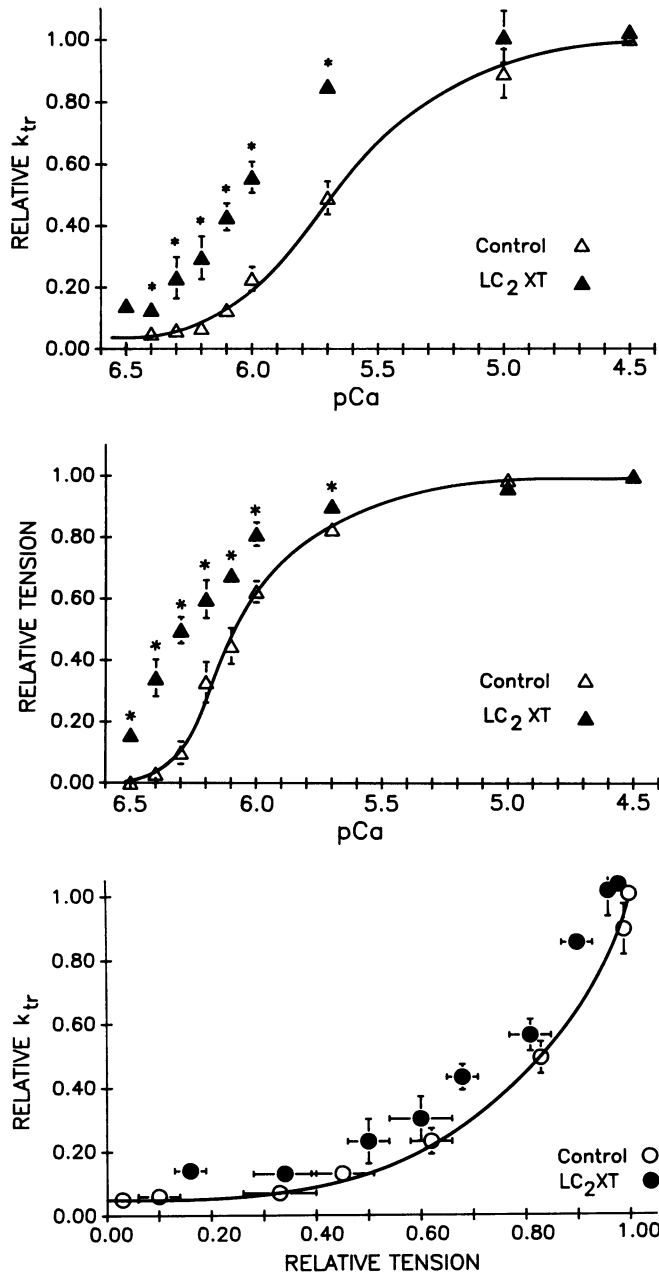 1.00
0.80
0.60
0.40
0.20
0.00
RELATIVE ktr
* * * * * * *
Control △
LC2 XT ▲
6.5 6.0 5.5 5.0 4.5
pCa
1.00
0.80
0.60
0.40
0.20
0.00
RELATIVE TENSION
* * * * * * *
Control △
LC2 XT ▲
6.5 6.0 5.5 5.0 4.5
pCa
1.00
0.80
0.60
0.40
0.20
0.00
RELATIVE ktr
Control ○
LC2XT ●
0.00 0.20 0.40 0.60 0.80 1.00
RELATIVE TENSION